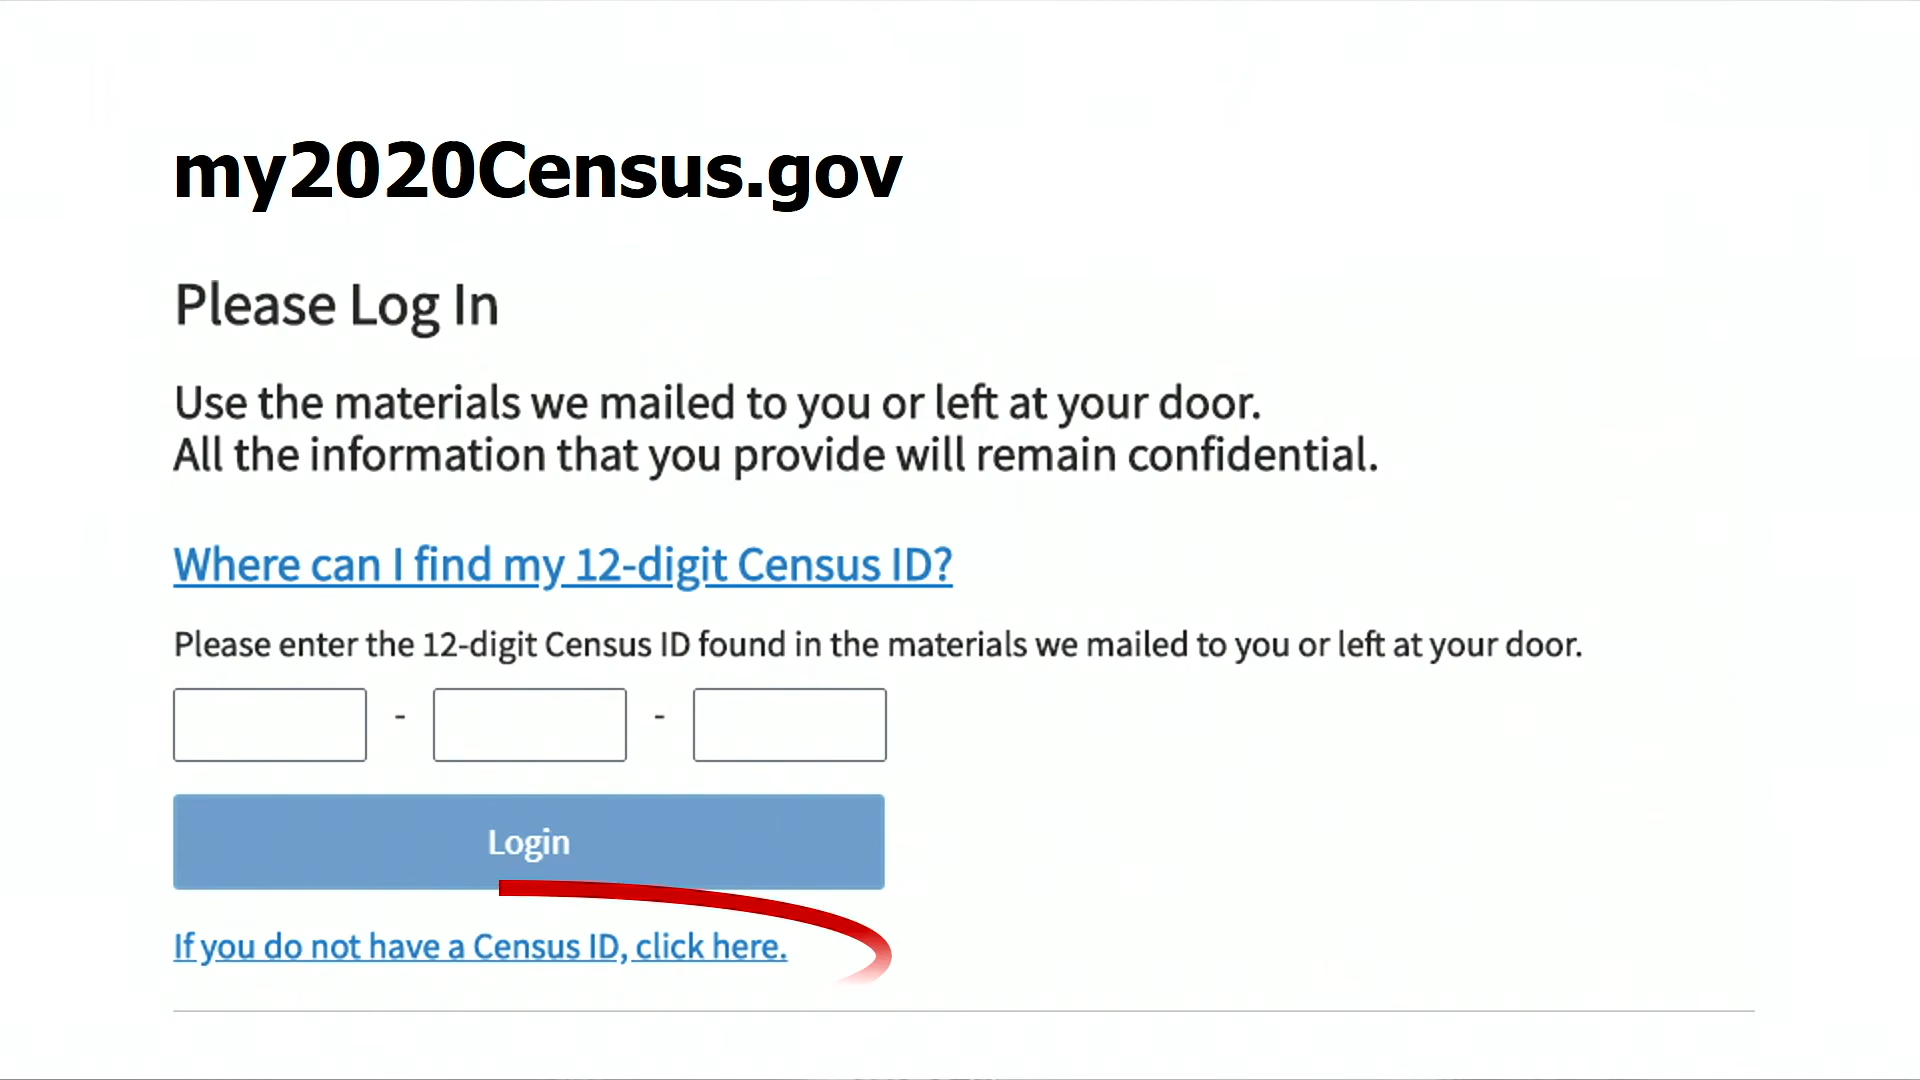 my2020Census.gov
Please Log In
Use the materials we mailed to you or left at your door.
All the information that you provide will remain confidential.
Where can I find my 12-digit Census ID?
Please enter the 12-digit Census ID found in the materials we mailed to you or left at your door.
- -
Login
If you do not have a Census ID, click here.